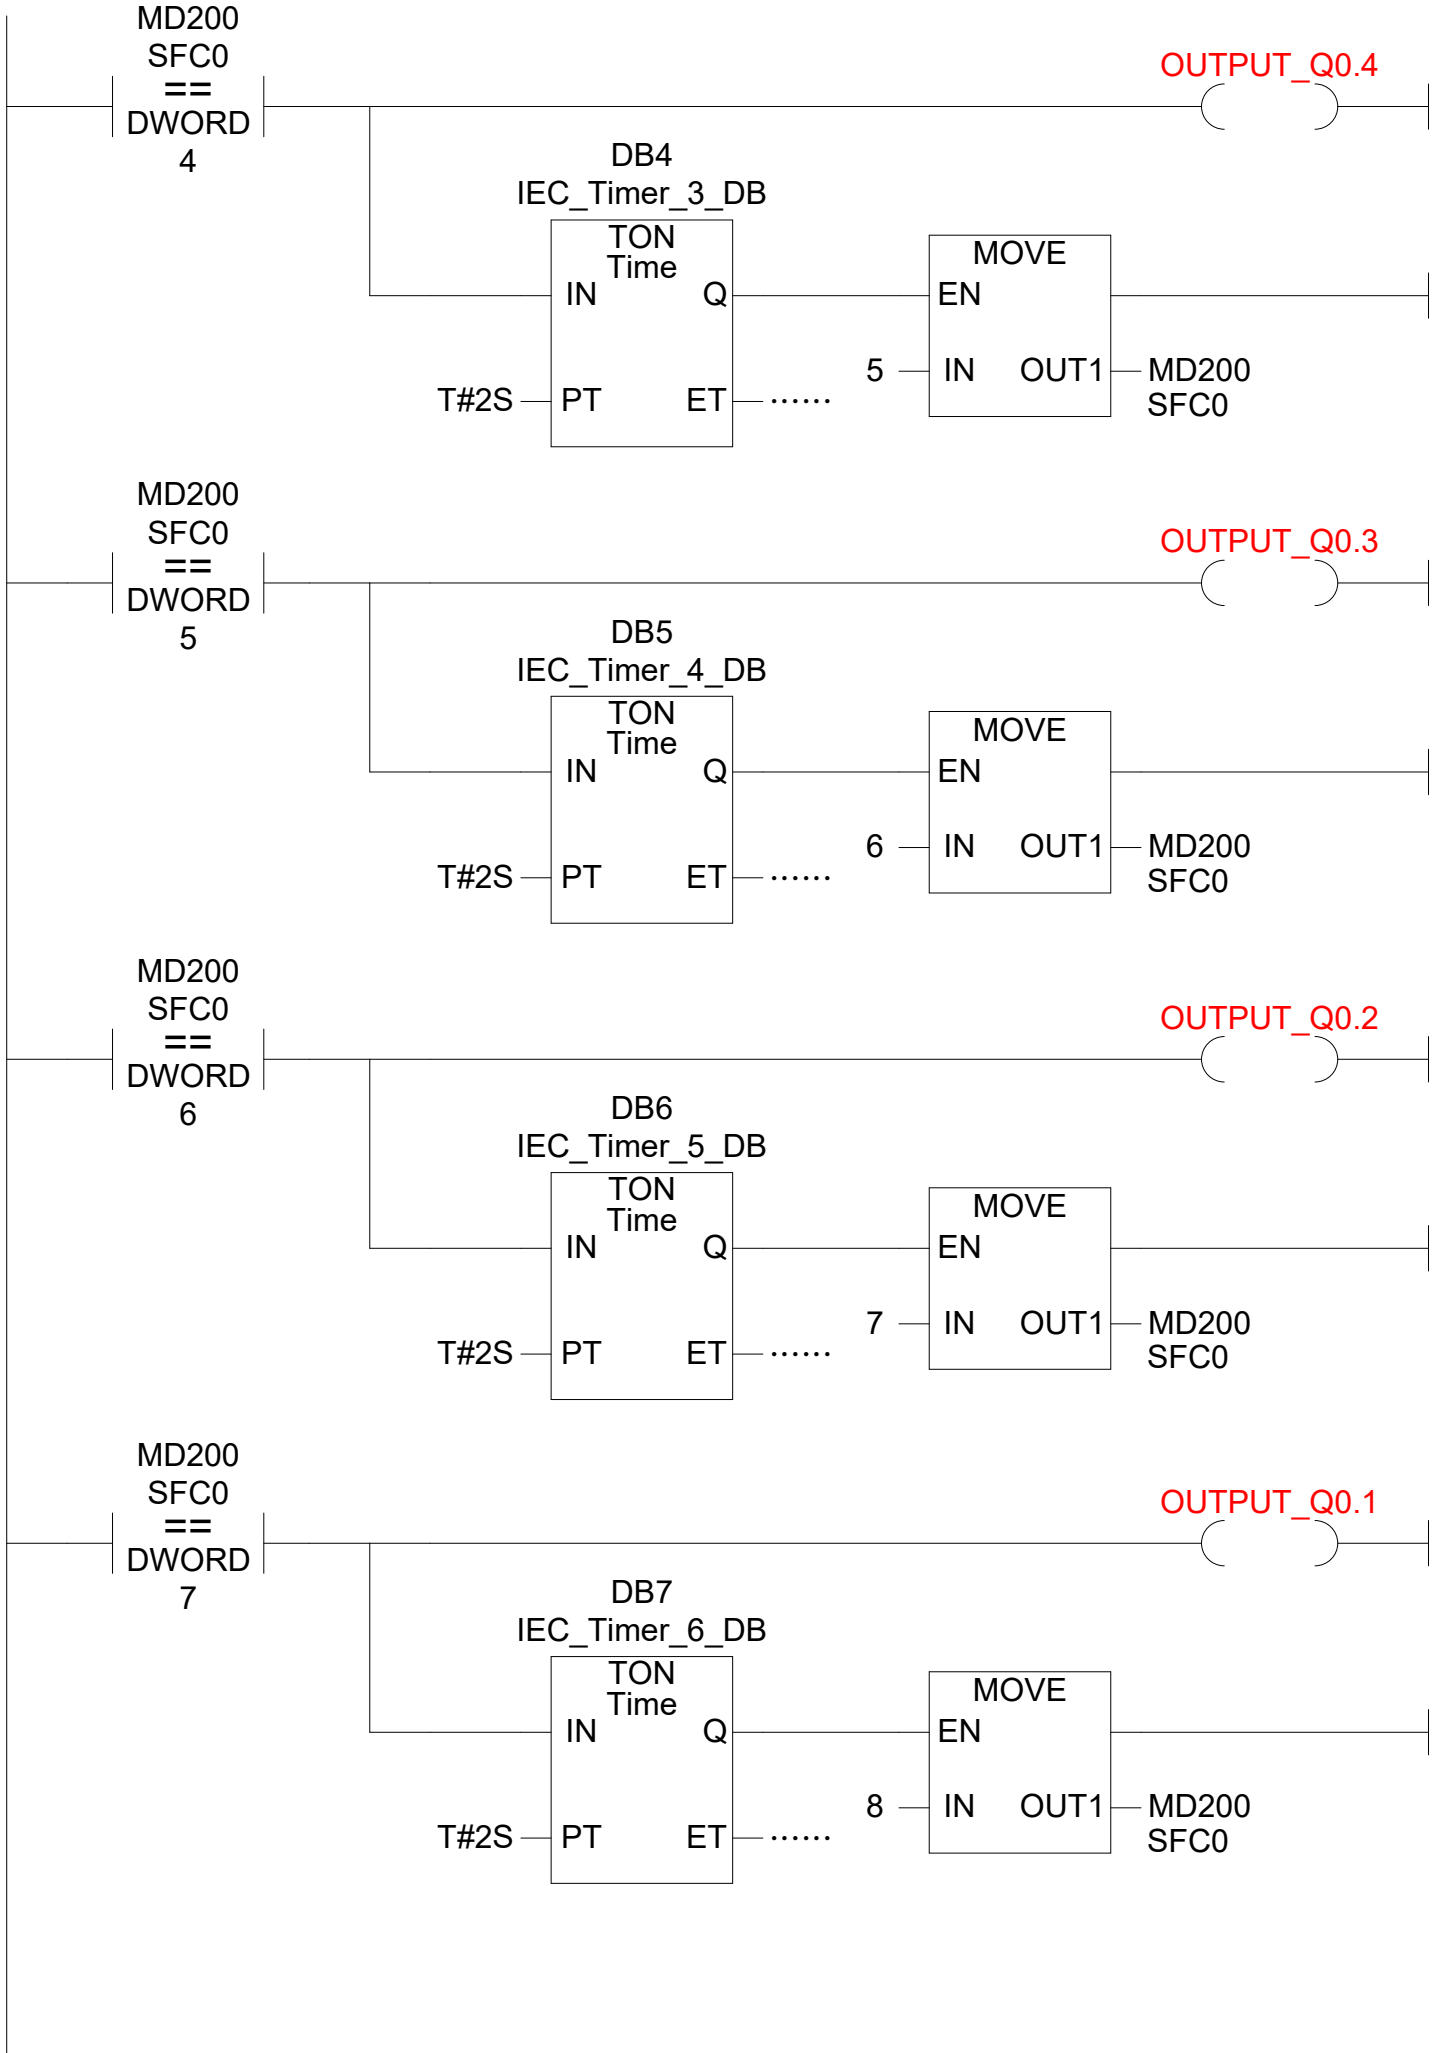 MD200
SFC0
==
DWORD
4
OUTPUT_Q0.4
DB4
IEC_Timer_3_DB
TON
Time
IN Q
T#2S PT ET ......
MOVE
EN
5 IN OUT1 MD200
SFC0
MD200
SFC0
==
DWORD
5
OUTPUT_Q0.3
DB5
IEC_Timer_4_DB
TON
Time
IN Q
T#2S PT ET ......
MOVE
EN
6 IN OUT1 MD200
SFC0
MD200
SFC0
==
DWORD
6
OUTPUT_Q0.2
DB6
IEC_Timer_5_DB
TON
Time
IN Q
T#2S PT ET ......
MOVE
EN
7 IN OUT1 MD200
SFC0
MD200
SFC0
==
DWORD
7
OUTPUT_Q0.1
DB7
IEC_Timer_6_DB
TON
Time
IN Q
T#2S PT ET ......
MOVE
EN
8 IN OUT1 MD200
SFC0